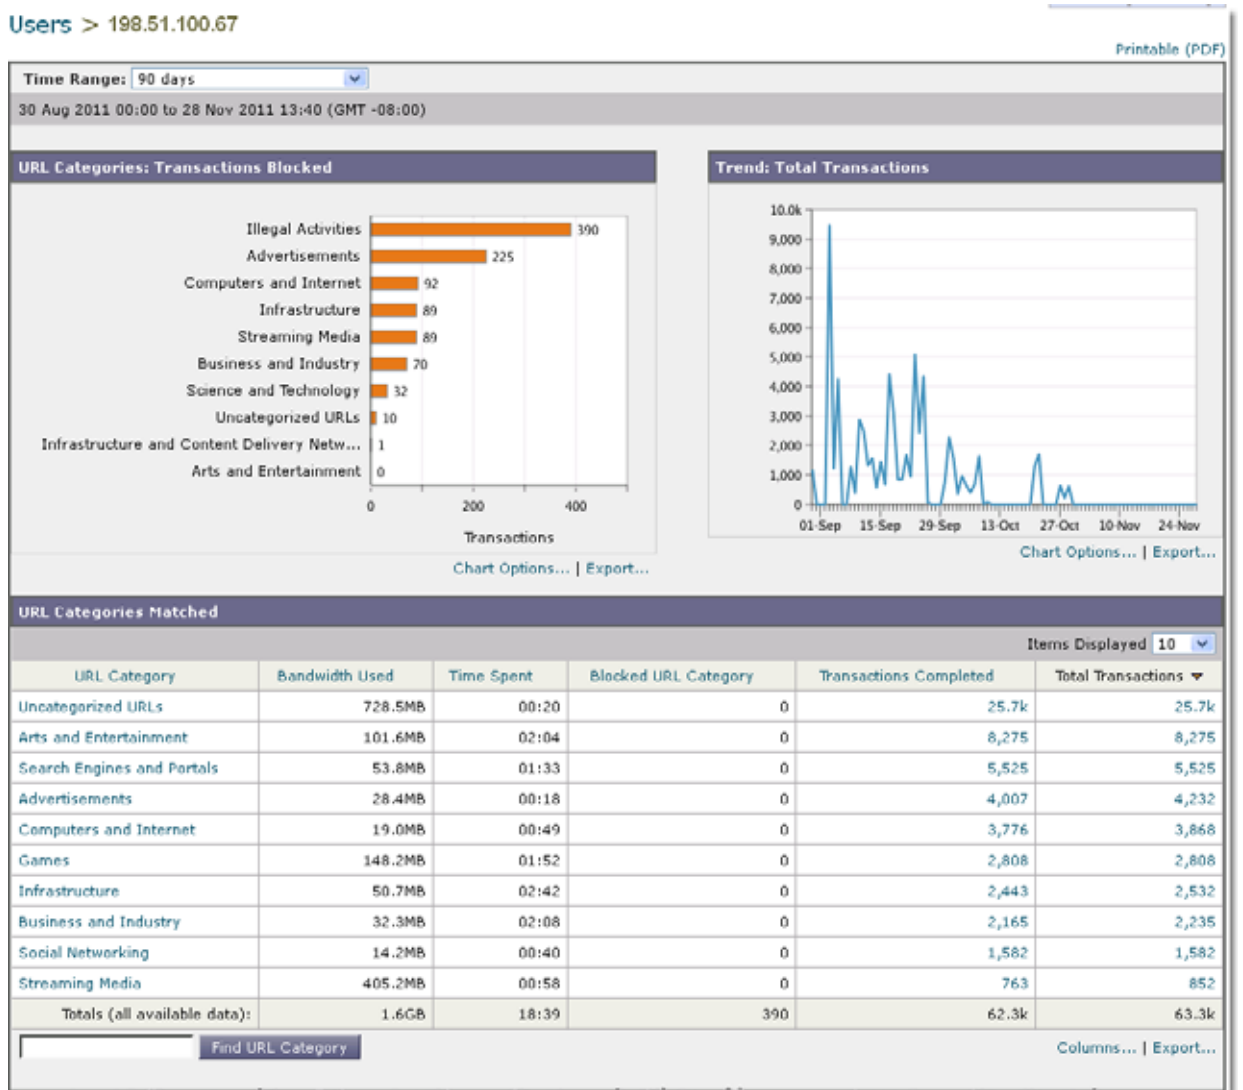 Users > 198.51.100.67
Printable (PDF)
Time Range: 90 days
30 Aug 2011 00:00 to 28 Nov 2011 13:40 (GMT -08:00)
URL Categories: Transactions Blocked
Illegal Activities 390
Advertisements 225
Computers and Internet 92
Infrastructure 89
Streaming Media 89
Business and Industry 70
Science and Technology 32
Uncategorized URLs 10
Infrastructure and Content Delivery Netw... 1
Arts and Entertainment 0
0 200 400
Transactions
Chart Options... | Export...
Trend: Total Transactions
10.0k
9,000
8,000
7,000
6,000
5,000
4,000
3,000
2,000
1,000
0
01-Sep 15-Sep 29-Sep 13-Oct 27-Oct 10-Nov 24-Nov
Chart Options... | Export...
URL Categories Matched
Items Displayed 10
URL Category Bandwidth Used Time Spent Blocked URL Category Transactions Completed Total Transactions
Uncategorized URLs 728.5MB 00:20 0 25.7k 25.7k
Arts and Entertainment 101.6MB 02:04 0 8,275 8,275
Search Engines and Portals 53.8MB 01:33 0 5,525 5,525
Advertisements 28.4MB 00:18 0 4,007 4,232
Computers and Internet 19.0MB 00:49 0 3,776 3,868
Games 148.2MB 01:52 0 2,808 2,808
Infrastructure 50.7MB 02:42 0 2,443 2,532
Business and Industry 32.3MB 02:08 0 2,165 2,235
Social Networking 14.2MB 00:40 0 1,582 1,582
Streaming Media 405.2MB 00:58 0 763 852
Totals (all available data): 1.6GB 18:39 390 62.3k 63.3k
Find URL Category
Columns... | Export...